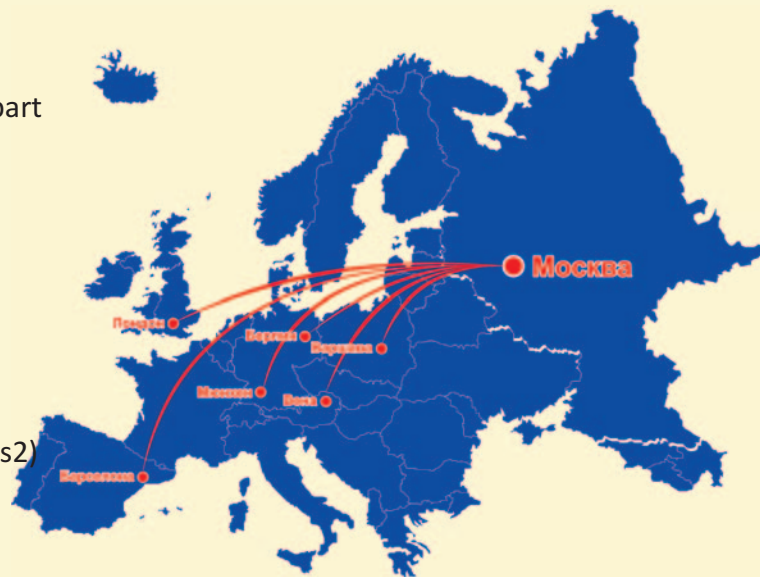 part
Москва
Лондон
Берлин
Варшава
Мюнхен
Вена
s2)
Барселона